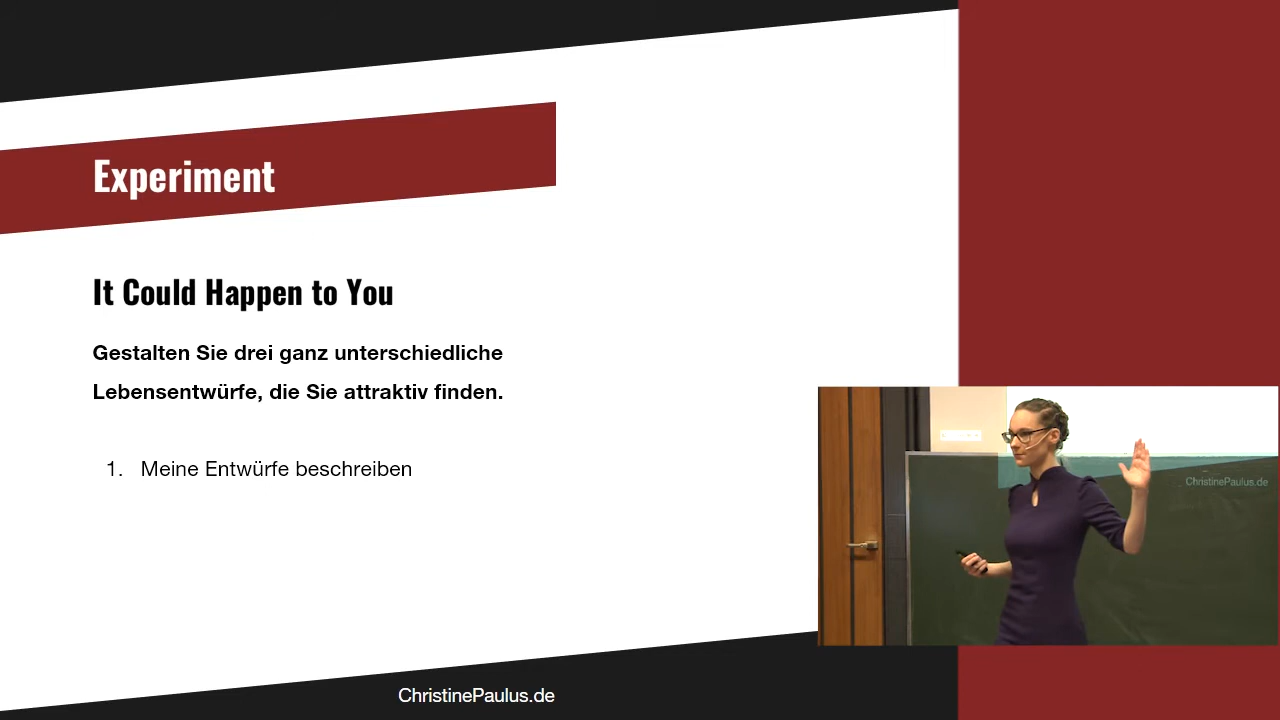 Experiment
It Could Happen to You
Gestalten Sie drei ganz unterschiedliche
Lebensentwürfe, die Sie attraktiv finden.
1. Meine Entwürfe beschreiben
ChristinePaulus.de
ChristinePaulus.de